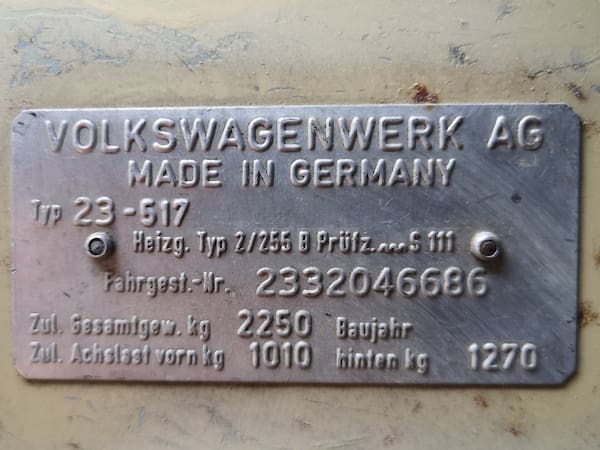 VOLKSWAGENWERK AG
MADE IN GERMANY
Typ 23-517
Heizg. Typ 2/255 B Prüfz. ~~~S 111
Fahrgest.-Nr. 2332046686
Zul. Gesamtgew. kg 2250 Baujahr
Zul. Achslast vorn kg 1010 hinten kg 1270